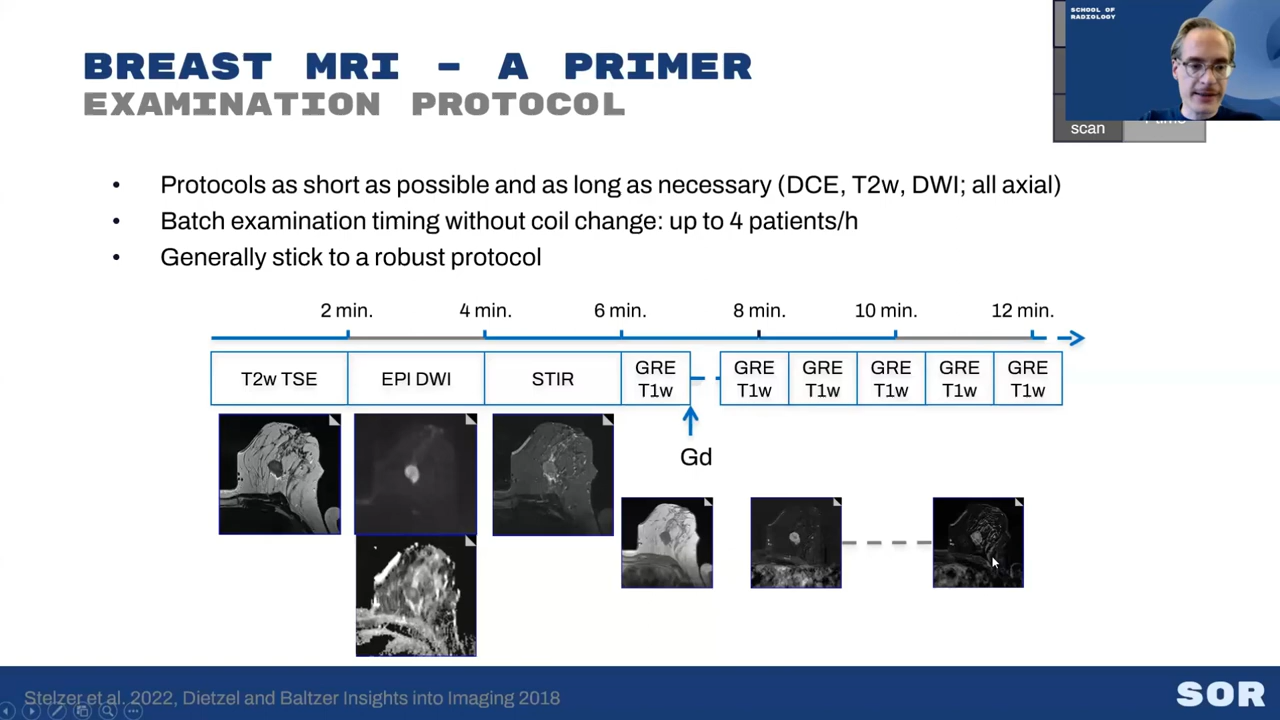 SCHOOL OF
RADIOLOGY
BREAST MRI – A PRIMER
EXAMINATION PROTOCOL
scan
• Protocols as short as possible and as long as necessary (DCE, T2w, DWI; all axial)
• Batch examination timing without coil change: up to 4 patients/h
• Generally stick to a robust protocol
2 min. 4 min. 6 min. 8 min. 10 min. 12 min.
T2w TSE EPI DWI STIR GRE T1w GRE T1w GRE T1w GRE T1w GRE T1w GRE T1w
Gd
Stelzer et al. 2022, Dietzel and Baltzer Insights into Imaging 2018
SOR